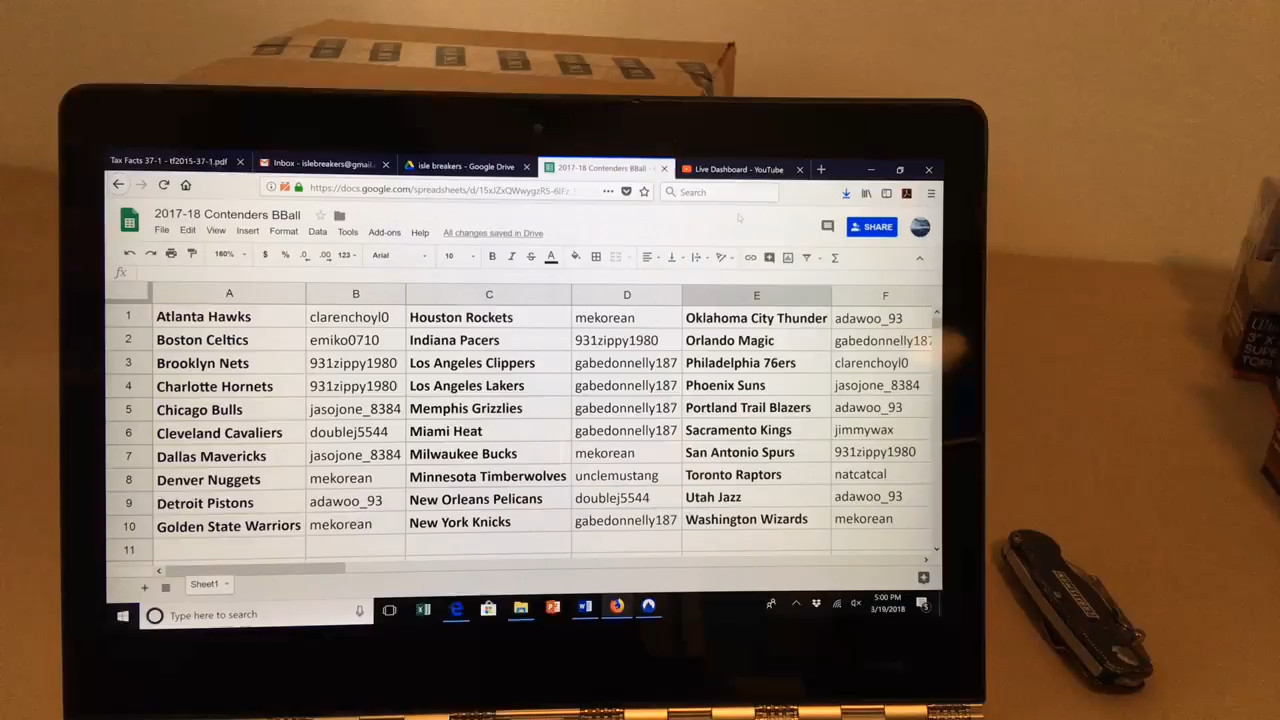 Tax Facts 37-1 - tf2015-37-1.pdf
Inbox - islebreakers@gmail.
isle breakers - Google Drive
2017-18 Contenders BBall -
Live Dashboard - YouTube
https://docs.google.com/spreadsheets/d/
Search
2017-18 Contenders BBall
File Edit View Insert Format Data Tools Add-ons Help All changes saved in Drive
SHARE
160% $ % .0 .00 123 Arial 10 B I S A
fx
A B C D E F
1 Atlanta Hawks clarenchoyl0 Houston Rockets mekorean Oklahoma City Thunder adawoo_93
2 Boston Celtics emiko0710 Indiana Pacers 931zippy1980 Orlando Magic gabedonnelly187
3 Brooklyn Nets 931zippy1980 Los Angeles Clippers gabedonnelly187 Philadelphia 76ers clarenchoyl0
4 Charlotte Hornets 931zippy1980 Los Angeles Lakers gabedonnelly187 Phoenix Suns jasojone_8384
5 Chicago Bulls jasojone_8384 Memphis Grizzlies gabedonnelly187 Portland Trail Blazers adawoo_93
6 Cleveland Cavaliers doublej5544 Miami Heat gabedonnelly187 Sacramento Kings jimmywax
7 Dallas Mavericks jasojone_8384 Milwaukee Bucks mekorean San Antonio Spurs 931zippy1980
8 Denver Nuggets mekorean Minnesota Timberwolves unclemustang Toronto Raptors natcatcal
9 Detroit Pistons adawoo_93 New Orleans Pelicans doublej5544 Utah Jazz adawoo_93
10 Golden State Warriors mekorean New York Knicks gabedonnelly187 Washington Wizards mekorean
11
Sheet1
Type here to search
5:00 PM
3/19/2018